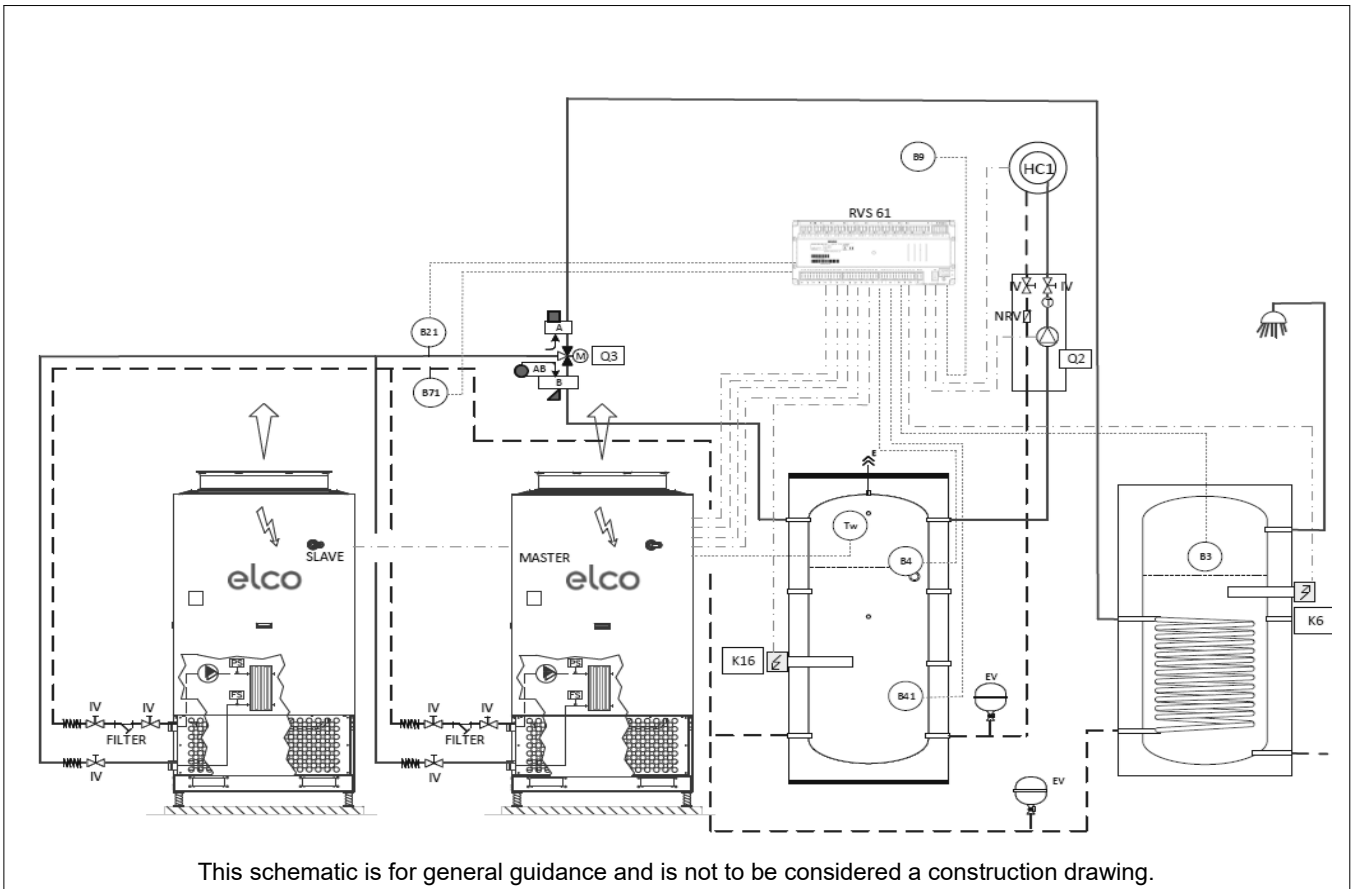 B9
HC1
RVS 61
IV
IV
NRV
B21
A
M
Q3
Q2
AB
B
B71
E
SLAVE
MASTER
elco
elco
Tw
B4
B3
K6
K16
B41
PS
PS
FS
FS
EV
IV
IV
IV
IV
FILTER
FILTER
IV
IV
EV
This schematic is for general guidance and is not to be considered a construction drawing.